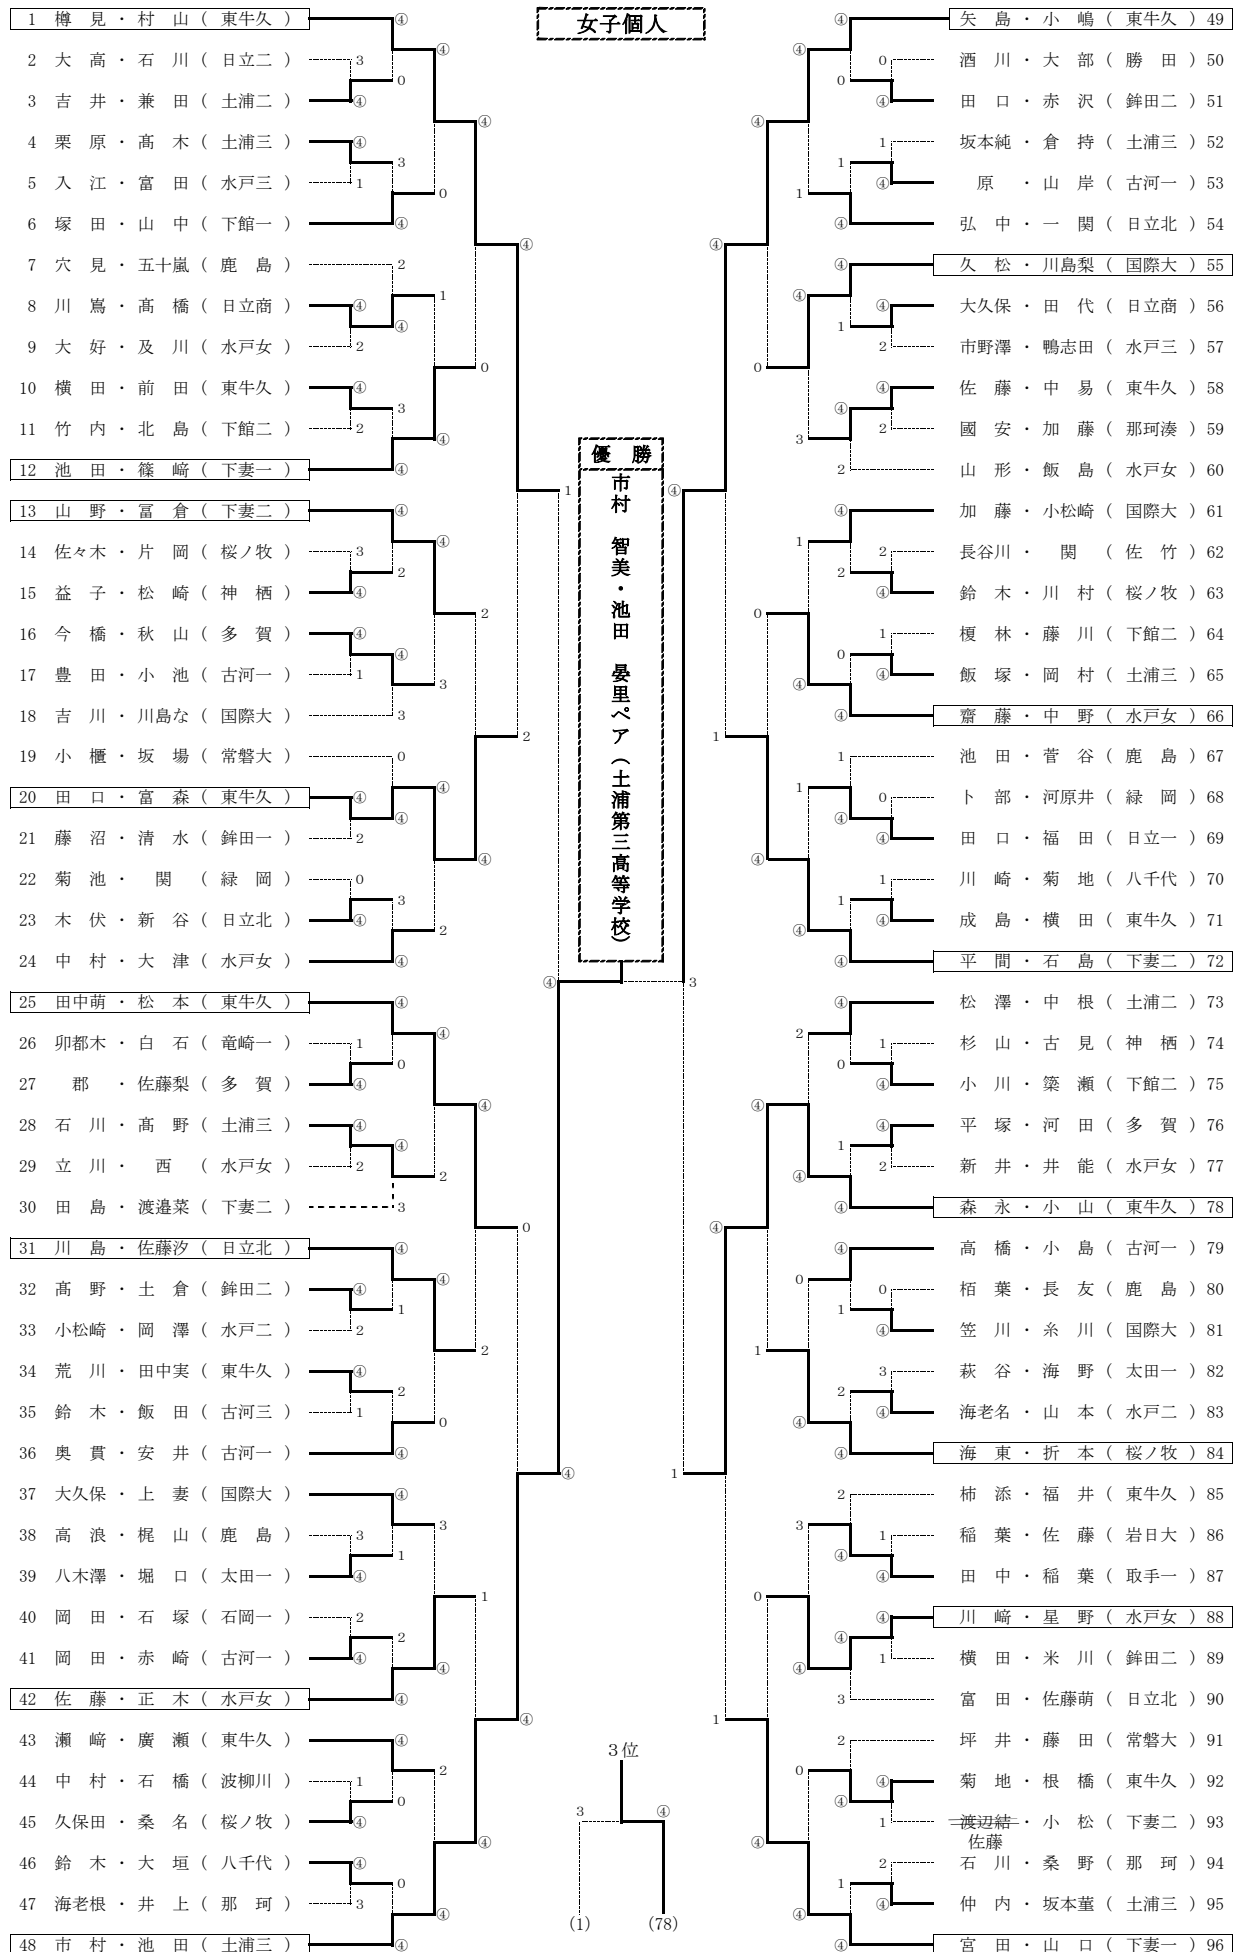 女子個人
1 樽 見 ・ 村 山 ( 東牛久 )
2 大 高 ・ 石 川 ( 日立二 )
3 吉 井 ・ 兼 田 ( 土浦二 )
4 栗 原 ・ 髙 木 ( 土浦三 )
5 入 江 ・ 富 田 ( 水戸三 )
6 塚 田 ・ 山 中 ( 下館一 )
7 穴 見 ・ 五十嵐 ( 鹿 島 )
8 川 嶌 ・ 髙 橋 ( 日立商 )
9 大 好 ・ 及 川 ( 水戸女 )
10 横 田 ・ 前 田 ( 東牛久 )
11 竹 内 ・ 北 島 ( 下館二 )
12 池 田 ・ 篠 﨑 ( 下妻一 )
13 山 野 ・ 冨 倉 ( 下妻二 )
14 佐々木 ・ 片 岡 ( 桜ノ牧 )
15 益 子 ・ 松 崎 ( 神 栖 )
16 今 橋 ・ 秋 山 ( 多 賀 )
17 豊 田 ・ 小 池 ( 古河一 )
18 吉 川 ・ 川島な ( 国際大 )
19 小 櫃 ・ 坂 場 ( 常磐大 )
20 田 口 ・ 富 森 ( 東牛久 )
21 藤 沼 ・ 清 水 ( 鉾田一 )
22 菊 池 ・ 関 ( 緑 岡 )
23 木 伏 ・ 新 谷 ( 日立北 )
24 中 村 ・ 大 津 ( 水戸女 )
25 田中萌 ・ 松 本 ( 東牛久 )
26 卯都木 ・ 白 石 ( 竜崎一 )
27 郡 ・ 佐藤梨 ( 多 賀 )
28 石 川 ・ 髙 野 ( 土浦三 )
29 立 川 ・ 西 ( 水戸女 )
30 田 島 ・ 渡邉菜 ( 下妻二 )
31 川 島 ・ 佐藤汐 ( 日立北 )
32 髙 野 ・ 土 倉 ( 鉾田二 )
33 小松崎 ・ 岡 澤 ( 水戸二 )
34 荒 川 ・ 田中実 ( 東牛久 )
35 鈴 木 ・ 飯 田 ( 古河三 )
36 奥 貫 ・ 安 井 ( 古河一 )
37 大久保 ・ 上 妻 ( 国際大 )
38 高 浪 ・ 梶 山 ( 鹿 島 )
39 八木澤 ・ 堀 口 ( 太田一 )
40 岡 田 ・ 石 塚 ( 石岡一 )
41 岡 田 ・ 赤 崎 ( 古河一 )
42 佐 藤 ・ 正 木 ( 水戸女 )
43 瀬 﨑 ・ 廣 瀬 ( 東牛久 )
44 中 村 ・ 石 橋 ( 波柳川 )
45 久保田 ・ 桑 名 ( 桜ノ牧 )
46 鈴 木 ・ 大 垣 ( 八千代 )
47 海老根 ・ 井 上 ( 那 珂 )
48 市 村 ・ 池 田 ( 土浦三 )
優 勝
市村 智美・池田 晏里ペア(土浦第三高等学校)
3位
3 ④
(1) (78)
矢 島 ・ 小 嶋 ( 東牛久 ) 49
酒 川 ・ 大 部 ( 勝 田 ) 50
田 口 ・ 赤 沢 ( 鉾田二 ) 51
坂本純 ・ 倉 持 ( 土浦三 ) 52
原 ・ 山 岸 ( 古河一 ) 53
弘 中 ・ 一 関 ( 日立北 ) 54
久 松 ・ 川島梨 ( 国際大 ) 55
大久保 ・ 田 代 ( 日立商 ) 56
市野澤 ・ 鴨志田 ( 水戸三 ) 57
佐 藤 ・ 中 易 ( 東牛久 ) 58
國 安 ・ 加 藤 ( 那珂湊 ) 59
山 形 ・ 飯 島 ( 水戸女 ) 60
加 藤 ・ 小松崎 ( 国際大 ) 61
長谷川 ・ 関 ( 佐 竹 ) 62
鈴 木 ・ 川 村 ( 桜ノ牧 ) 63
榎 林 ・ 藤 川 ( 下館二 ) 64
飯 塚 ・ 岡 村 ( 土浦三 ) 65
齋 藤 ・ 中 野 ( 水戸女 ) 66
池 田 ・ 菅 谷 ( 鹿 島 ) 67
卜 部 ・ 河原井 ( 緑 岡 ) 68
田 口 ・ 福 田 ( 日立一 ) 69
川 崎 ・ 菊 地 ( 八千代 ) 70
成 島 ・ 横 田 ( 東牛久 ) 71
平 間 ・ 石 島 ( 下妻二 ) 72
松 澤 ・ 中 根 ( 土浦二 ) 73
杉 山 ・ 古 見 ( 神 栖 ) 74
小 川 ・ 簗 瀬 ( 下館二 ) 75
平 塚 ・ 河 田 ( 多 賀 ) 76
新 井 ・ 井 能 ( 水戸女 ) 77
森 永 ・ 小 山 ( 東牛久 ) 78
高 橋 ・ 小 島 ( 古河一 ) 79
栢 葉 ・ 長 友 ( 鹿 島 ) 80
笠 川 ・ 糸 川 ( 国際大 ) 81
萩 谷 ・ 海 野 ( 太田一 ) 82
海老名 ・ 山 本 ( 水戸二 ) 83
海 東 ・ 折 本 ( 桜ノ牧 ) 84
柿 添 ・ 福 井 ( 東牛久 ) 85
稲 葉 ・ 佐 藤 ( 岩日大 ) 86
田 中 ・ 稲 葉 ( 取手一 ) 87
川 﨑 ・ 星 野 ( 水戸女 ) 88
横 田 ・ 米 川 ( 鉾田二 ) 89
富 田 ・ 佐藤萌 ( 日立北 ) 90
坪 井 ・ 藤 田 ( 常磐大 ) 91
菊 地 ・ 根 橋 ( 東牛久 ) 92
渡辺結 ・ 小 松 ( 下妻二 ) 93
佐藤
石 川 ・ 桑 野 ( 那 珂 ) 94
仲 内 ・ 坂本菫 ( 土浦三 ) 95
宮 田 ・ 山 口 ( 下妻一 ) 96